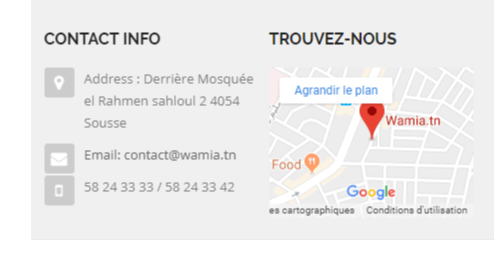 CONTACT INFO
Address : Derrière Mosquée
el Rahmen sahloul 2 4054
Sousse
Email: contact@wamia.tn
58 24 33 33 / 58 24 33 42
TROUVEZ-NOUS
Agrandir le plan
Wamia.tn
Food
Google
es cartographiques Conditions d'utilisation